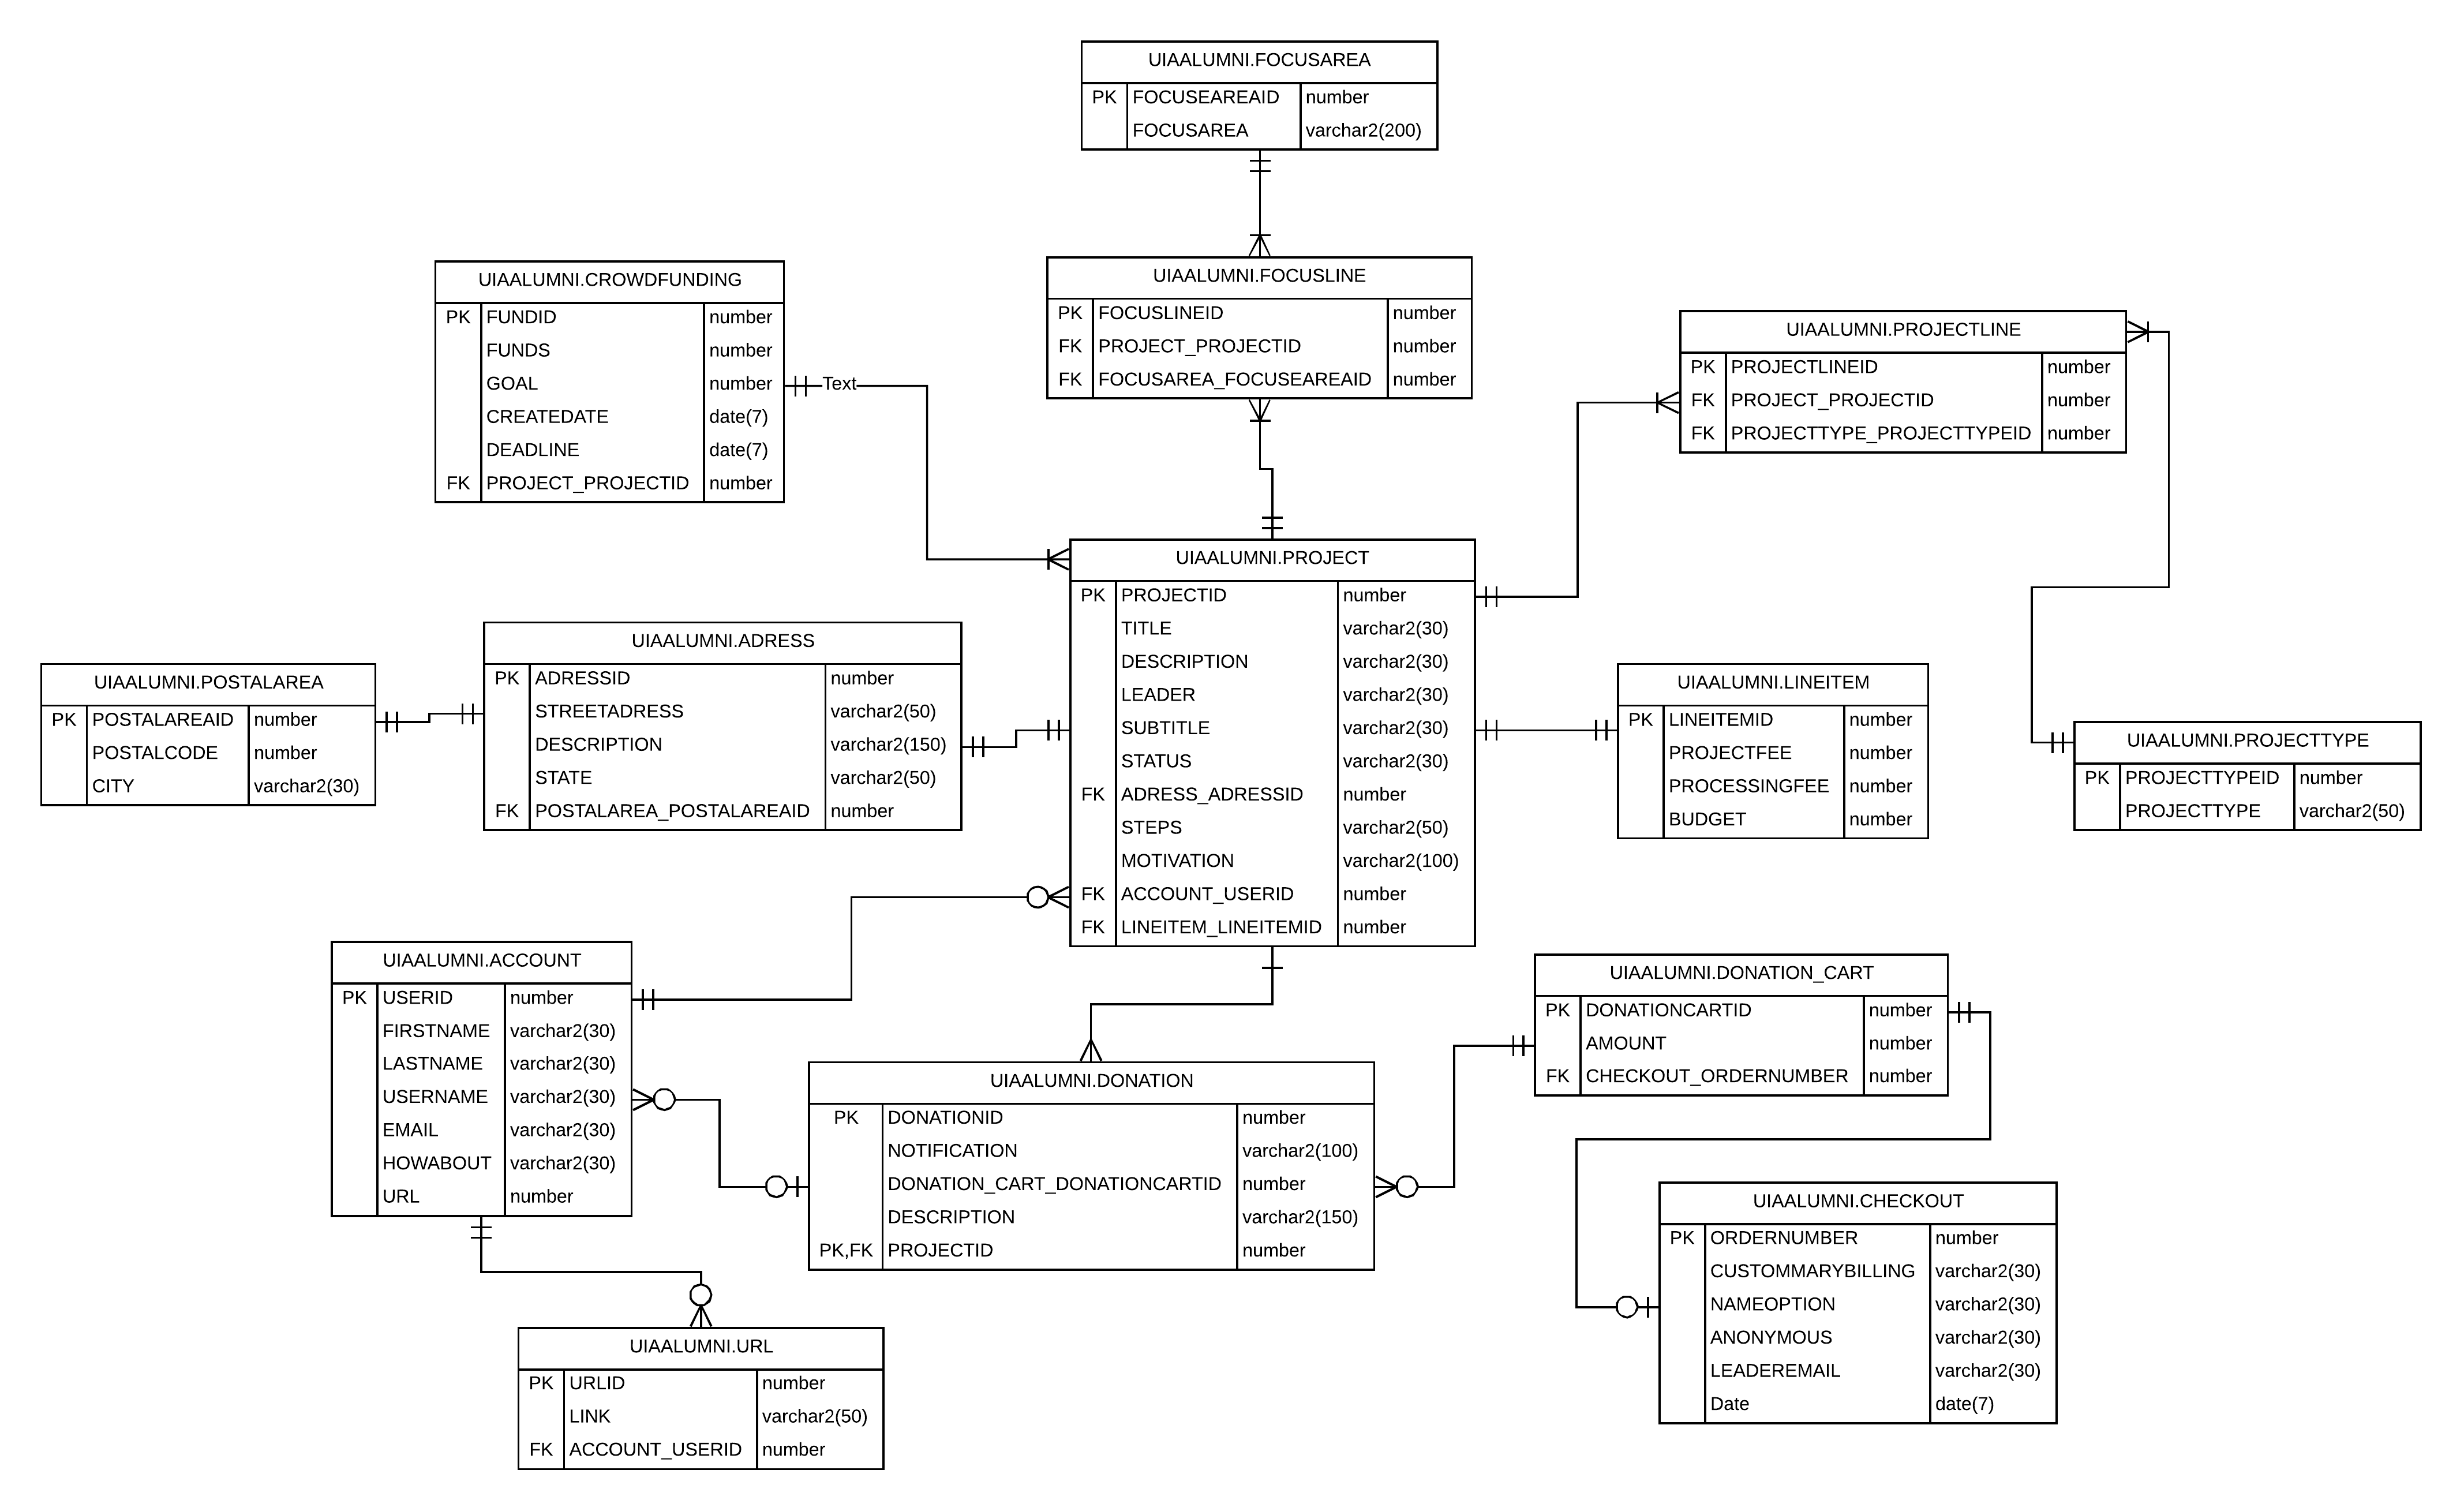 UIAALUMNI.FOCUSAREA
PK FOCUSEAREAID number
FOCUSAREA varchar2(200)
UIAALUMNI.CROWDFUNDING
PK FUNDID number
FUNDS number
GOAL number
CREATEDATE date(7)
DEADLINE date(7)
FK PROJECT_PROJECTID number
Text
UIAALUMNI.FOCUSLINE
PK FOCUSLINEID number
FK PROJECT_PROJECTID number
FK FOCUSAREA_FOCUSEAREAID number
UIAALUMNI.PROJECTLINE
PK PROJECTLINEID number
FK PROJECT_PROJECTID number
FK PROJECTTYPE_PROJECTTYPEID number
UIAALUMNI.POSTALAREA
PK POSTALAREAID number
POSTALCODE number
CITY varchar2(30)
UIAALUMNI.ADRESS
PK ADRESSID number
STREETADRESS varchar2(50)
DESCRIPTION varchar2(150)
STATE varchar2(50)
FK POSTALAREA_POSTALAREAID number
UIAALUMNI.PROJECT
PK PROJECTID number
TITLE varchar2(30)
DESCRIPTION varchar2(30)
LEADER varchar2(30)
SUBTITLE varchar2(30)
STATUS varchar2(30)
FK ADRESS_ADRESSID number
STEPS varchar2(50)
MOTIVATION varchar2(100)
FK ACCOUNT_USERID number
FK LINEITEM_LINEITEMID number
UIAALUMNI.LINEITEM
PK LINEITEMID number
PROJECTFEE number
PROCESSINGFEE number
BUDGET number
UIAALUMNI.PROJECTTYPE
PK PROJECTTYPEID number
PROJECTTYPE varchar2(50)
UIAALUMNI.ACCOUNT
PK USERID number
FIRSTNAME varchar2(30)
LASTNAME varchar2(30)
USERNAME varchar2(30)
EMAIL varchar2(30)
HOWABOUT varchar2(30)
URL number
UIAALUMNI.DONATION
PK DONATIONID number
NOTIFICATION varchar2(100)
DONATION_CART_DONATIONCARTID number
DESCRIPTION varchar2(150)
PK,FK PROJECTID number
UIAALUMNI.DONATION_CART
PK DONATIONCARTID number
AMOUNT number
FK CHECKOUT_ORDERNUMBER number
UIAALUMNI.CHECKOUT
PK ORDERNUMBER number
CUSTOMMARYBILLING varchar2(30)
NAMEOPTION varchar2(30)
ANONYMOUS varchar2(30)
LEADEREMAIL varchar2(30)
Date date(7)
UIAALUMNI.URL
PK URLID number
LINK varchar2(50)
FK ACCOUNT_USERID number